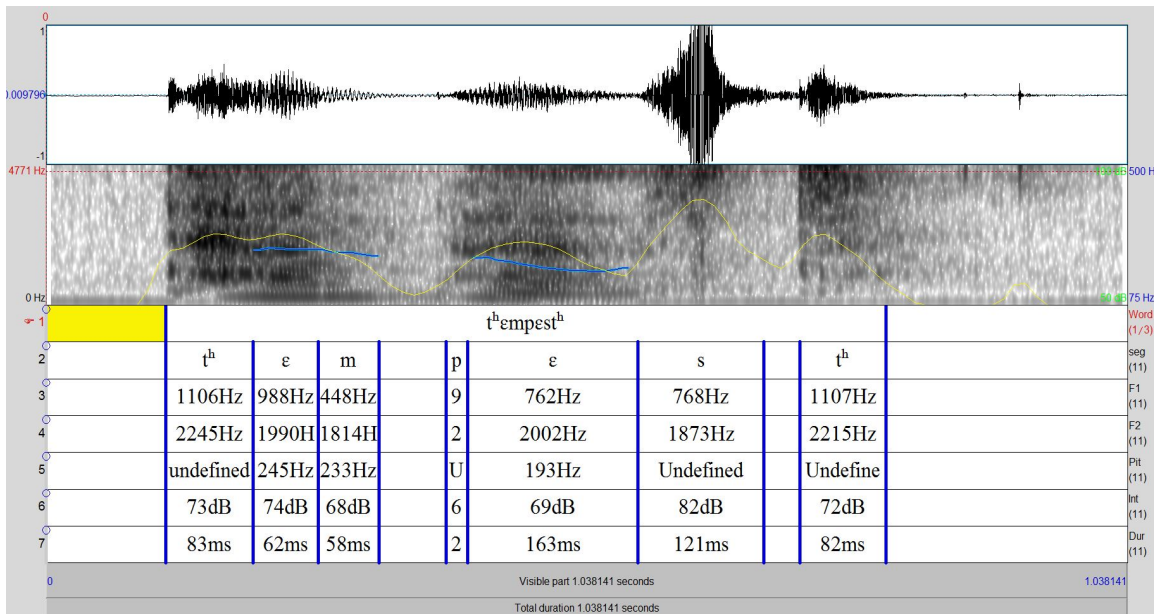 0
1
0.009796
-1
4771 Hz
500 H
0 Hz
50 dB 75 Hz
1 tʰɛmpɛstʰ Word (1/3)
2 tʰ ɛ m p ɛ s tʰ seg (11)
3 1106Hz 988Hz 448Hz 9 762Hz 768Hz 1107Hz F1 (11)
4 2245Hz 1990H 1814H 2 2002Hz 1873Hz 2215Hz F2 (11)
5 undefined 245Hz 233Hz U 193Hz Undefined Undefine Pit (11)
6 73dB 74dB 68dB 6 69dB 82dB 72dB Int (11)
7 83ms 62ms 58ms 2 163ms 121ms 82ms Dur (11)
0 Visible part 1.038141 seconds 1.038141
Total duration 1.038141 seconds